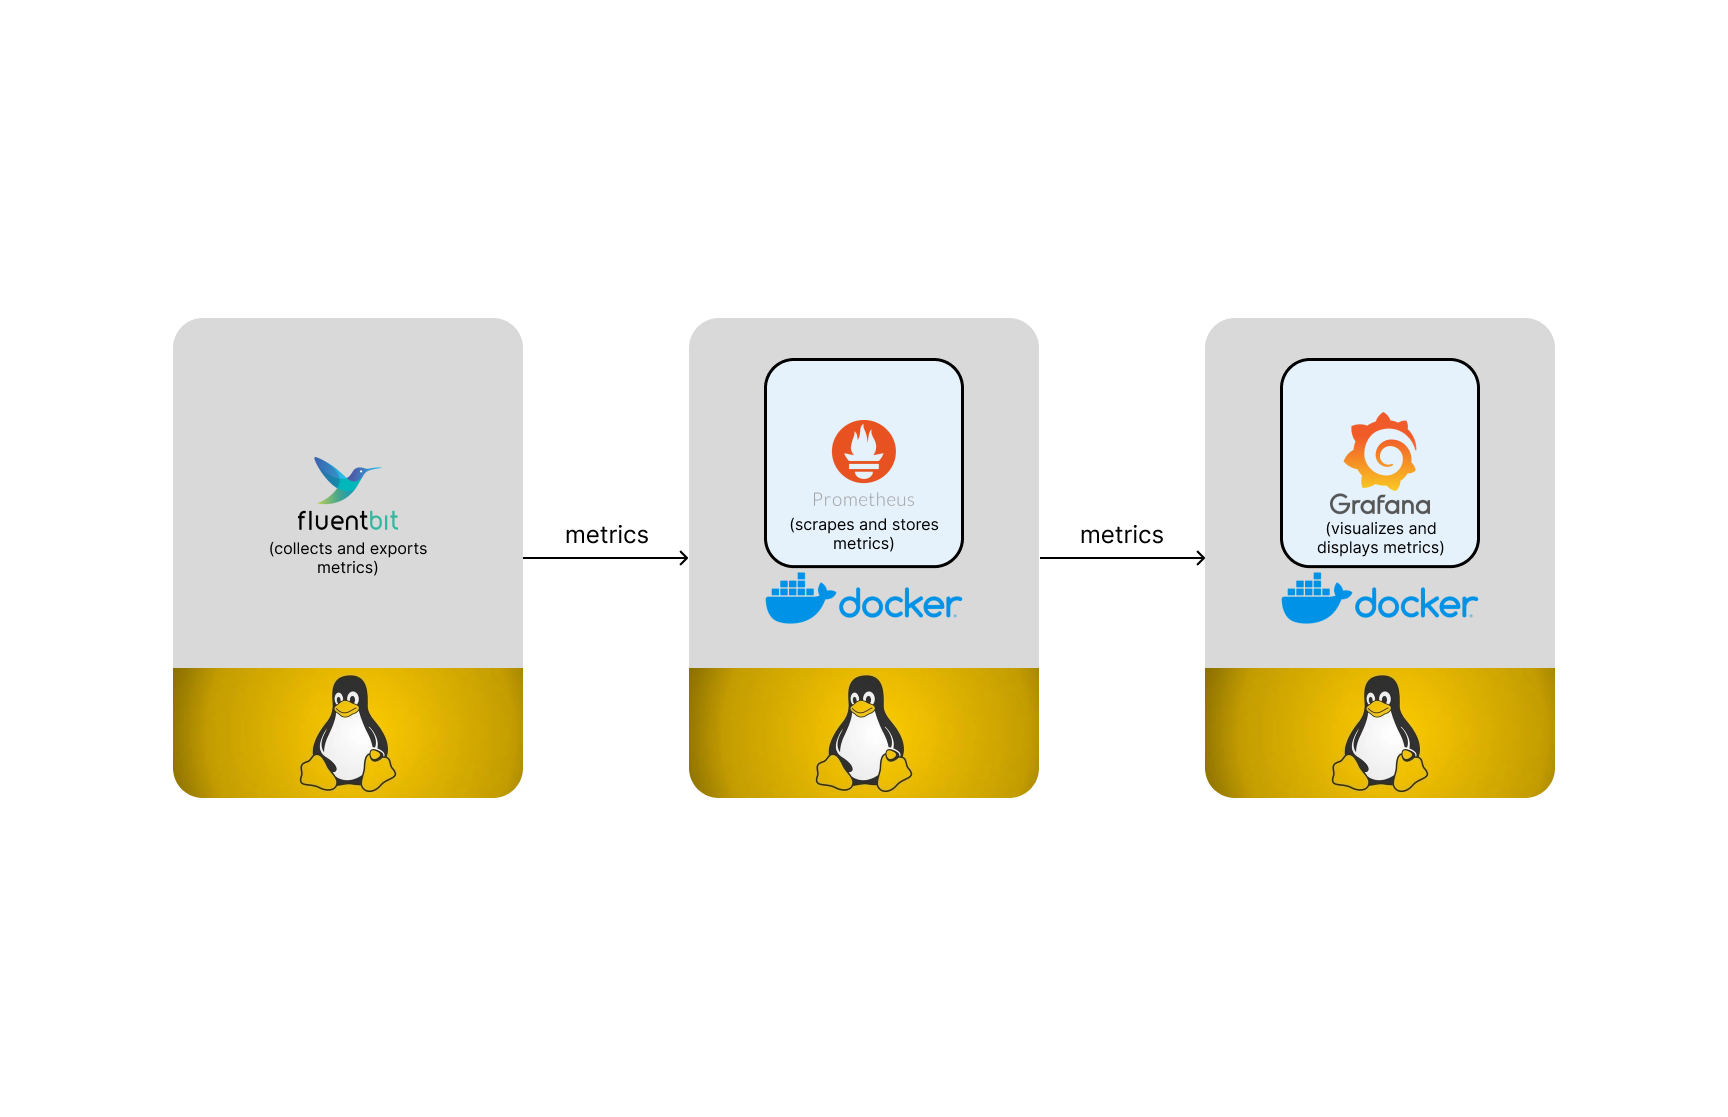 fluentbit
(collects and exports
metrics)
metrics
Prometheus
(scrapes and stores
metrics)
docker
metrics
Grafana
(visualizes and
displays metrics)
docker